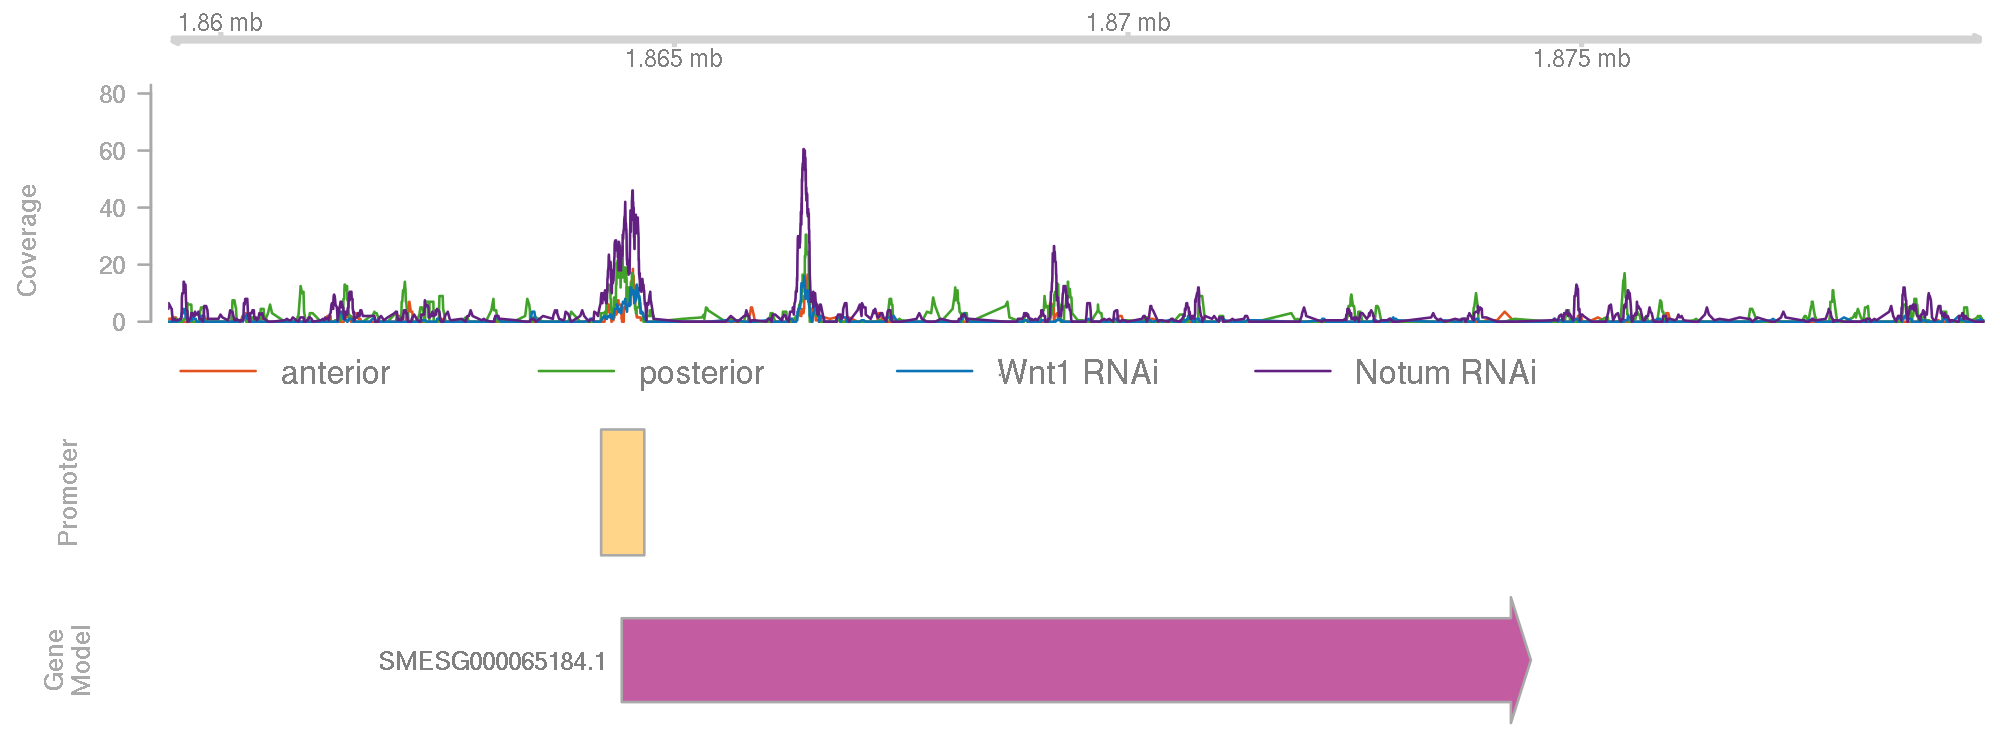 1.86 mb
1.87 mb
1.865 mb
1.875 mb
80
60
40
20
0
Coverage
anterior
posterior
Wnt1 RNAi
Notum RNAi
Promoter
Gene
Model
SMESG000065184.1